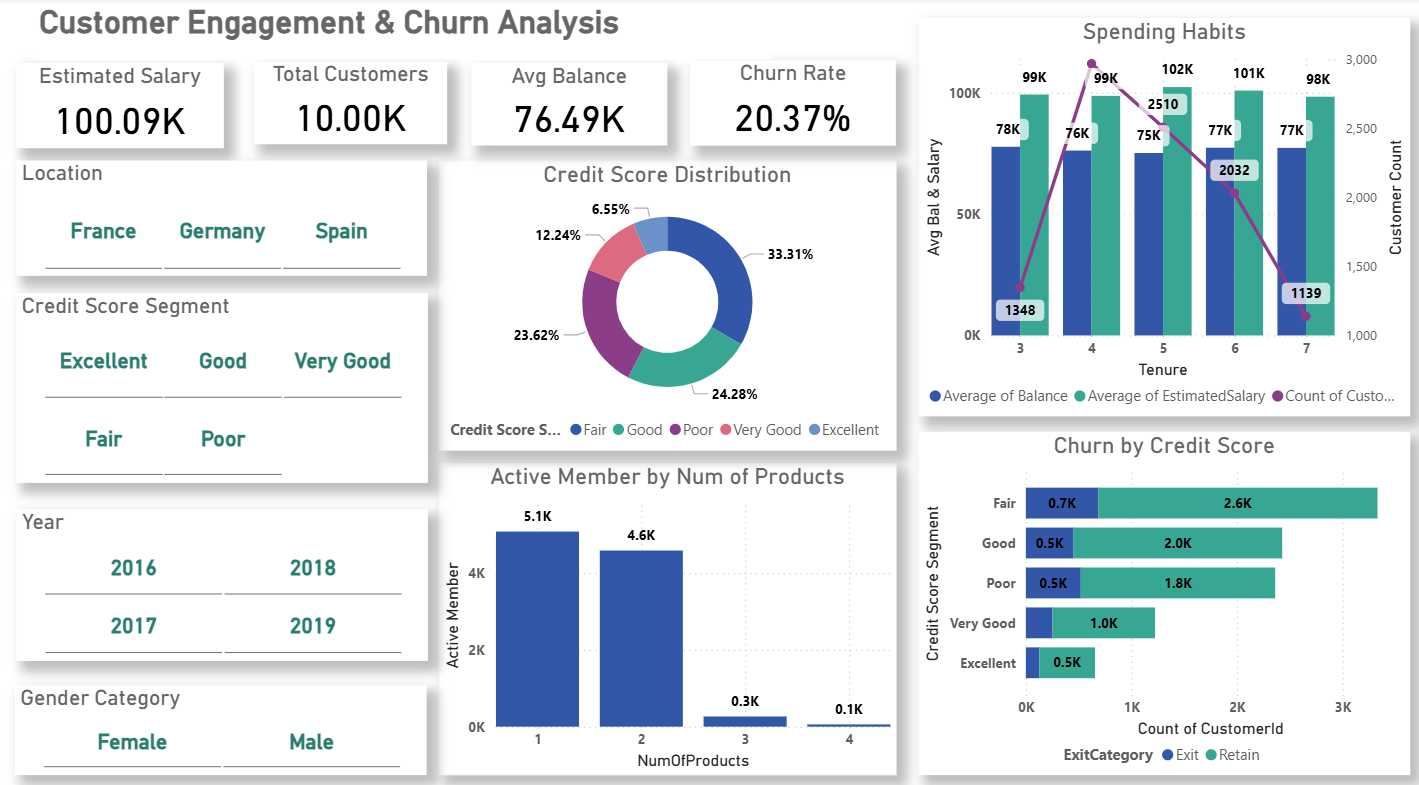 Customer Engagement & Churn Analysis
Estimated Salary
100.09K
Total Customers
10.00K
Avg Balance
76.49K
Churn Rate
20.37%
Location
France Germany Spain
Credit Score Segment
Excellent Good Very Good
Fair Poor
Year
2016 2018
2017 2019
Gender Category
Female Male
Credit Score Distribution
6.55%
12.24%
33.31%
23.62%
24.28%
Credit Score S... Fair Good Poor Very Good Excellent
Active Member by Num of Products
Active Member
5.1K
4.6K
4K
2K
0.3K
0.1K
0K
1 2 3 4
NumOfProducts
Spending Habits
Avg Bal & Salary
Customer Count
100K
50K
0K
3,000
2,500
2,000
1,500
1,000
99K 99K 102K 101K 98K
78K 76K 75K 77K 77K
1348 2510 2032 1139
3 4 5 6 7
Tenure
Average of Balance Average of EstimatedSalary Count of Custo...
Churn by Credit Score
Credit Score Segment
Fair 0.7K 2.6K
Good 0.5K 2.0K
Poor 0.5K 1.8K
Very Good 1.0K
Excellent 0.5K
0K 1K 2K 3K
Count of CustomerId
ExitCategory Exit Retain